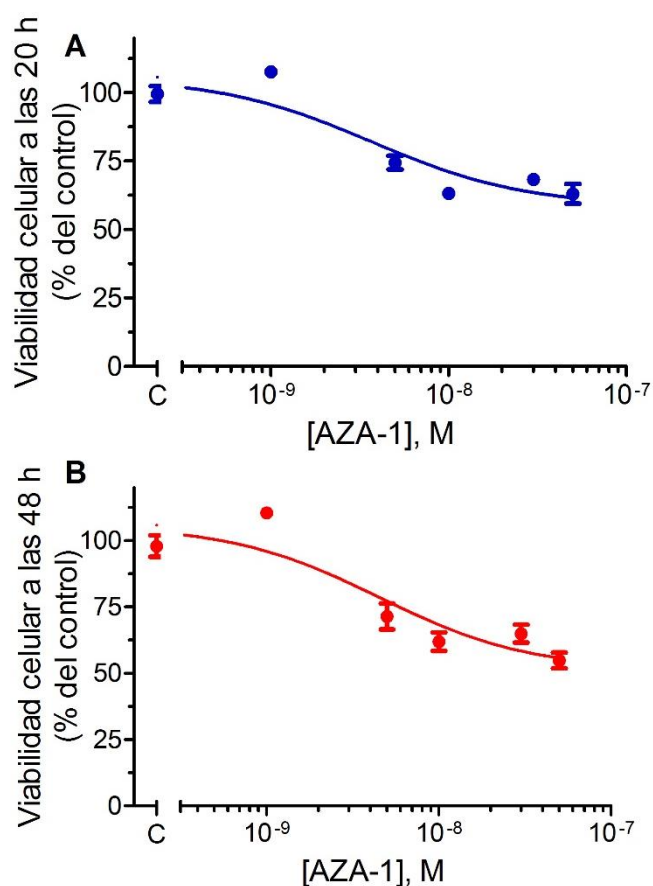 A
Viabilidad celular a las 20 h
(% del control)
100
75
50
25
0
C
10⁻⁹
10⁻⁸
10⁻⁷
[AZA-1], M
B
Viabilidad celular a las 48 h
(% del control)
100
75
50
25
0
C
10⁻⁹
10⁻⁸
10⁻⁷
[AZA-1], M